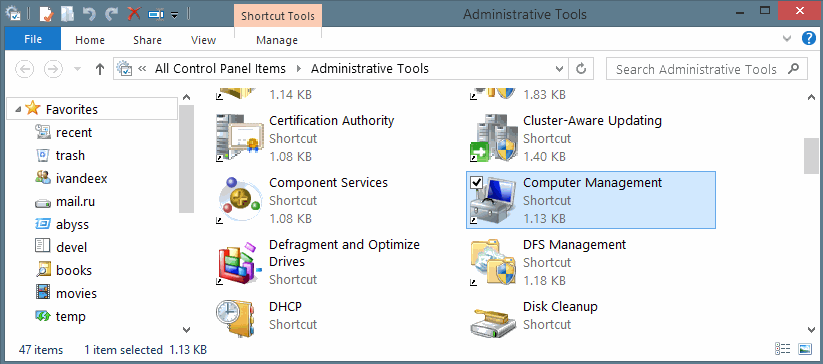 Shortcut Tools
Administrative Tools
File
Home
Share
View
Manage
All Control Panel Items
Administrative Tools
Search Administrative Tools
Favorites
recent
trash
ivandeex
mail.ru
abyss
devel
books
movies
temp
1.14 KB
1.83 KB
Certification Authority
Shortcut
1.08 KB
Cluster-Aware Updating
Shortcut
1.40 KB
Component Services
Shortcut
1.08 KB
Computer Management
Shortcut
1.13 KB
Defragment and Optimize
Drives
Shortcut
DFS Management
Shortcut
1.18 KB
DHCP
Shortcut
Disk Cleanup
Shortcut
47 items
1 item selected 1.13 KB